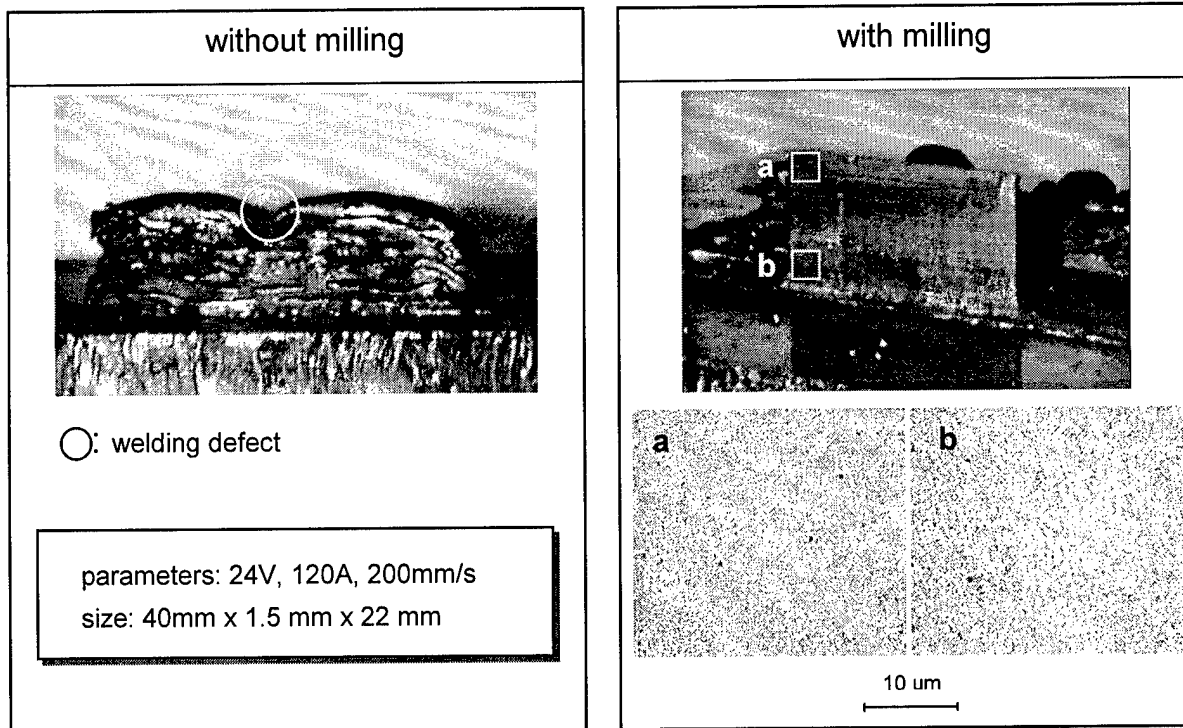 without milling
: welding defect
parameters: 24V, 120A, 200mm/s
size: 40mm x 1.5 mm x 22 mm
with milling
a
b
a
b
10 um